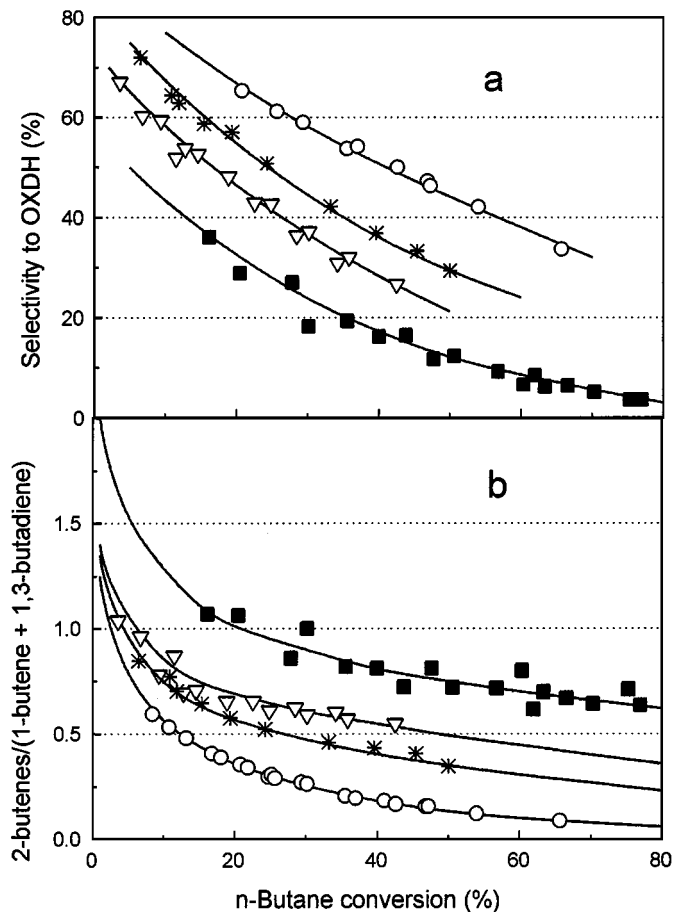 80
60
40
20
0
Selectivity to OXDH (%)
a
1.5
1.0
0.5
0.0
2-butenes/(1-butene + 1,3-butadiene)
b
0 20 40 60 80
n-Butane conversion (%)